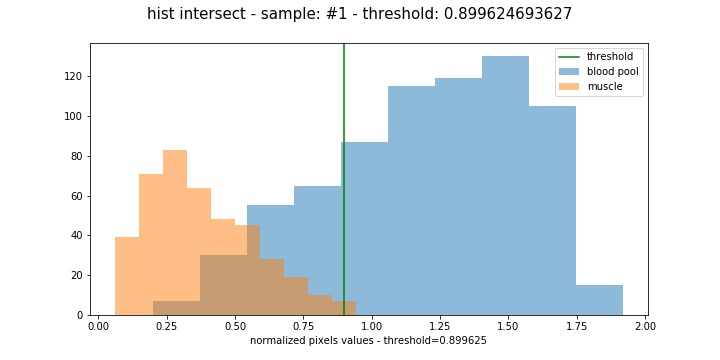 hist intersect - sample: #1 - threshold: 0.899624693627
threshold
blood pool
muscle
120
100
80
60
40
20
0
0.00 0.25 0.50 0.75 1.00 1.25 1.50 1.75 2.00
normalized pixels values - threshold=0.899625